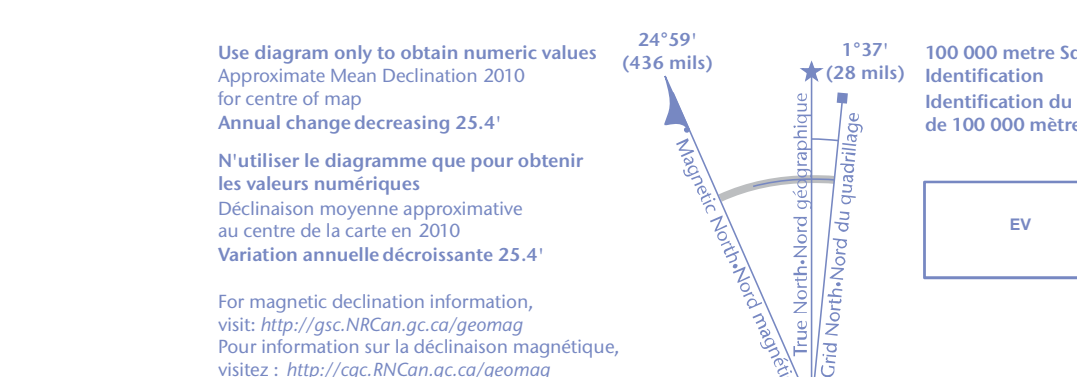 Use diagram only to obtain numeric values
Approximate Mean Declination 2010
for centre of map
Annual change decreasing 25.4'
N'utiliser le diagramme que pour obtenir
les valeurs numériques
Déclinaison moyenne approximative
au centre de la carte en 2010
Variation annuelle décroissante 25.4'
For magnetic declination information,
visit: http://gsc.NRCan.gc.ca/geomag
Pour information sur la déclinaison magnétique,
visitez : http://cgc.RNCan.gc.ca/geomag
24°59'
(436 mils)
1°37'
(28 mils)
Magnetic North•Nord magnéti
True North•Nord géographique
Grid North•Nord du quadrillage
100 000 metre Sq
Identification
Identification du
de 100 000 mètre
EV